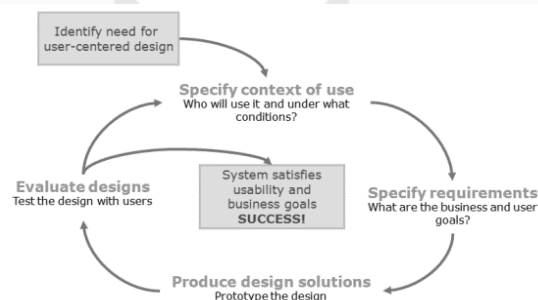 Identify need for
user-centered design
Specify context of use
Who will use it and under what
conditions?
Evaluate designs
Test the design with users
System satisfies
usability and
business goals
SUCCESS!
Specify requirements
What are the business and user
goals?
Produce design solutions
Prototype the design